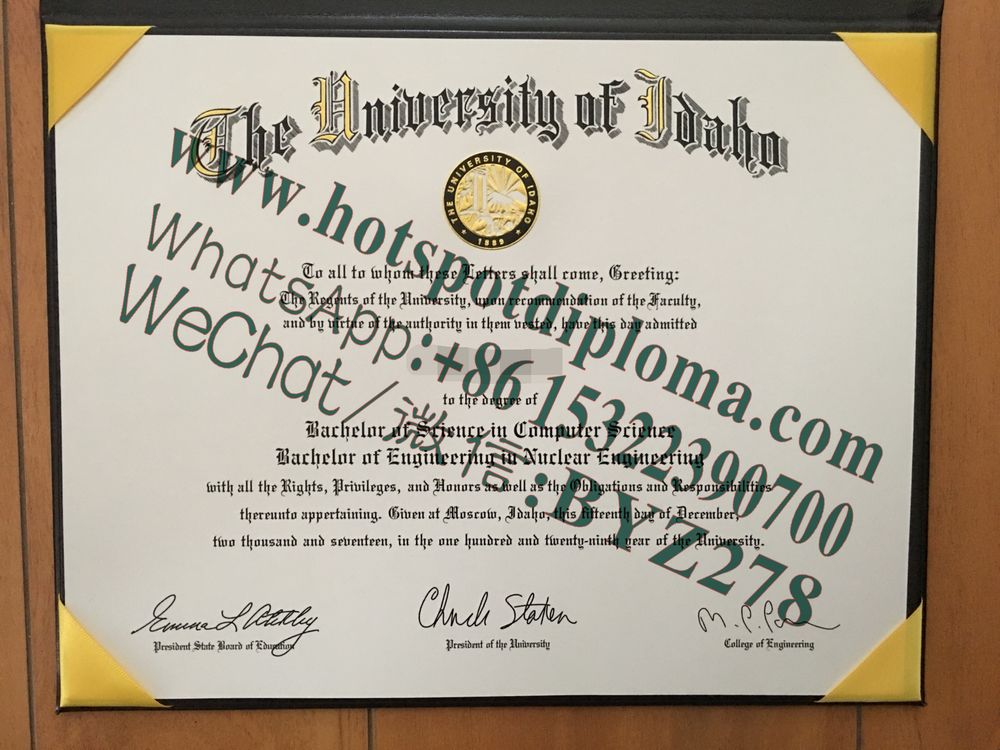 The University of Idaho
THE UNIVERSITY OF IDAHO
1889
To all to whom these Letters shall come, Greeting:
The Regents of the University, upon recommendation of the Faculty,
and by virtue of the authority in them vested, have this day admitted
to the degree of
Bachelor of Science in Computer Science
Bachelor of Engineering in Nuclear Engineering
with all the Rights, Privileges, and Honors as well as the Obligations and Responsibilities
thereunto appertaining. Given at Moscow, Idaho, this fifteenth day of December,
two thousand and seventeen, in the one hundred and twenty-ninth year of the University.
Chuck Staben
President State Board of Education
President of the University
College of Engineering
www.hotspotdiploma.com
WhatsApp:+86 15322390700
WeChat/微信:BYZ278